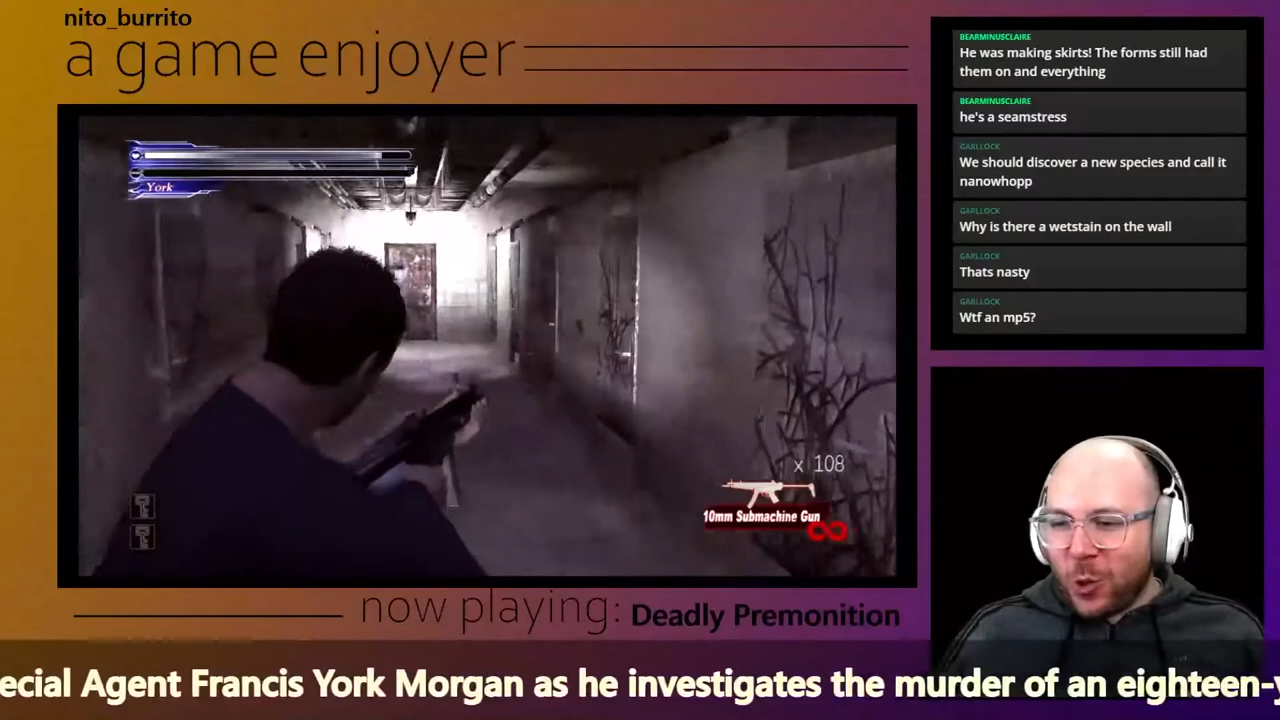 nito_burrito
a game enjoyer
York
x 108
10mm Submachine Gun
now playing: Deadly Premonition
BEARMINUSCLAIRE
He was making skirts! The forms still had
them on and everything
BEARMINUSCLAIRE
he's a seamstress
GARLLOCK
We should discover a new species and call it
nanowhopp
GARLLOCK
Why is there a wetstain on the wall
GARLLOCK
Thats nasty
GARLLOCK
Wtf an mp5?
ecial Agent Francis York Morgan as he investigates the murder of an eighteen-y